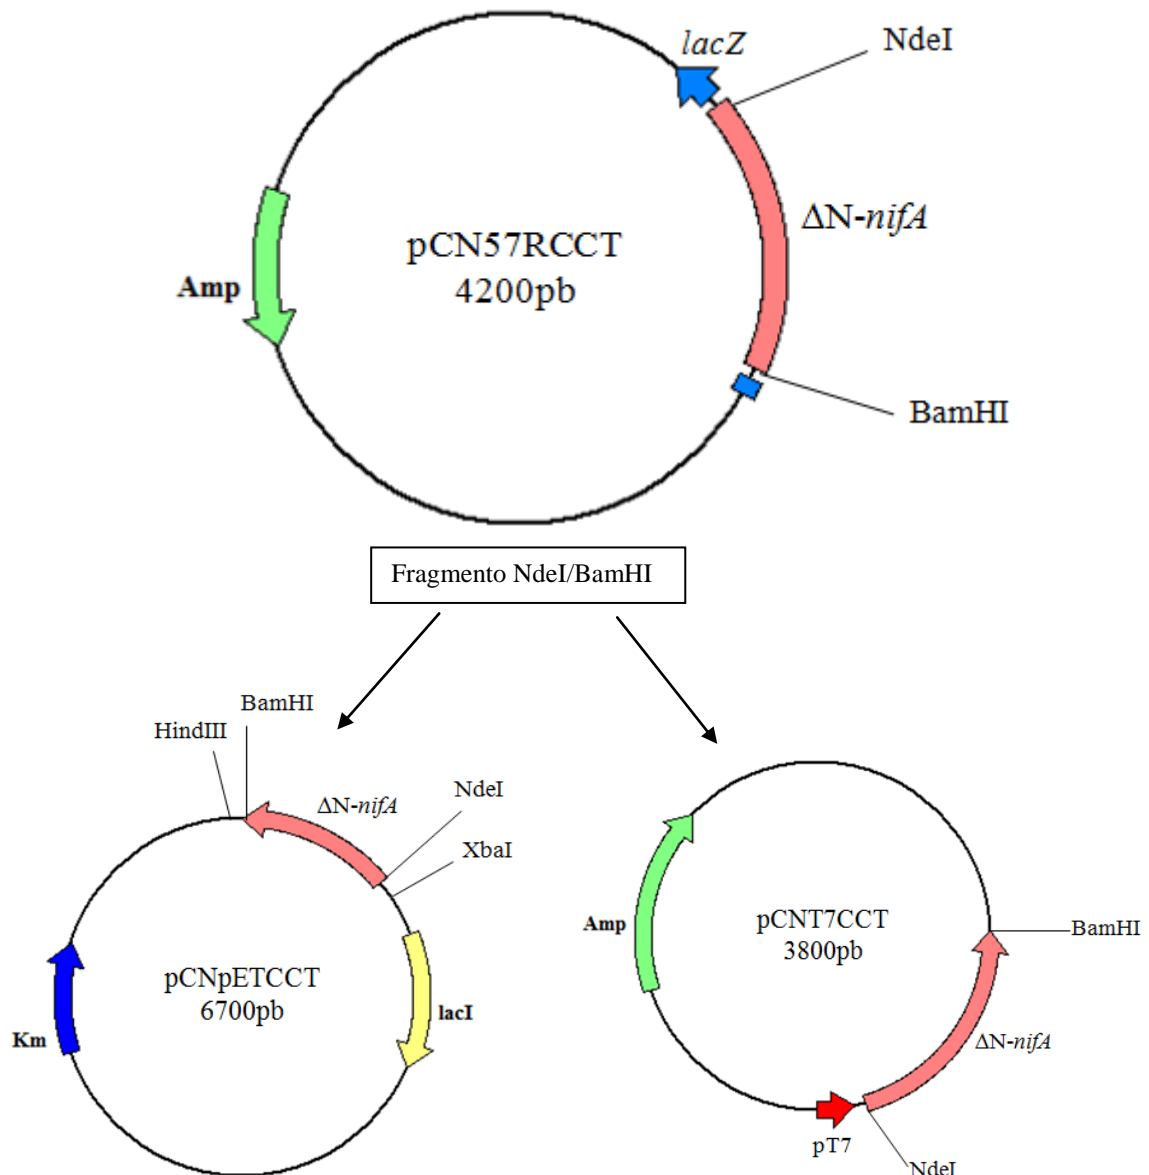 lacZ
NdeI
ΔN-nifA
pCN57RCCT
4200pb
Amp
BamHI
Fragmento NdeI/BamHI
BamHI
HindIII
ΔN-nifA
NdeI
XbaI
pCNpETCCT
6700pb
lacI
Km
Amp
pCNT7CCT
3800pb
BamHI
ΔN-nifA
pT7
NdeI